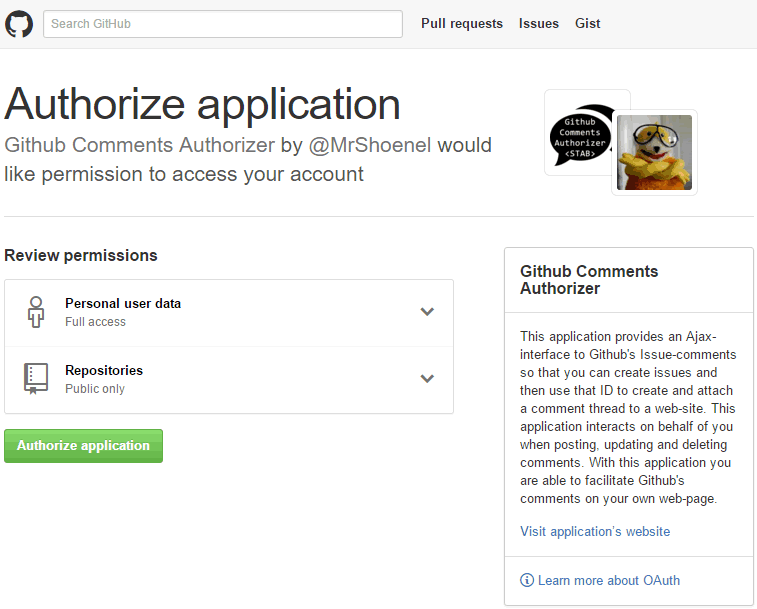 Search GitHub
Pull requests
Issues
Gist
Authorize application
Github Comments Authorizer by @MrShoenel would
like permission to access your account
Github
Comments
Authorizer
<STAB>
Review permissions
Personal user data
Full access
Repositories
Public only
Authorize application
Github Comments
Authorizer
This application provides an Ajax-
interface to Github's Issue-comments
so that you can create issues and
then use that ID to create and attach
a comment thread to a web-site. This
application interacts on behalf of you
when posting, updating and deleting
comments. With this application you
are able to facilitate Github's
comments on your own web-page.
Visit application's website
Learn more about OAuth